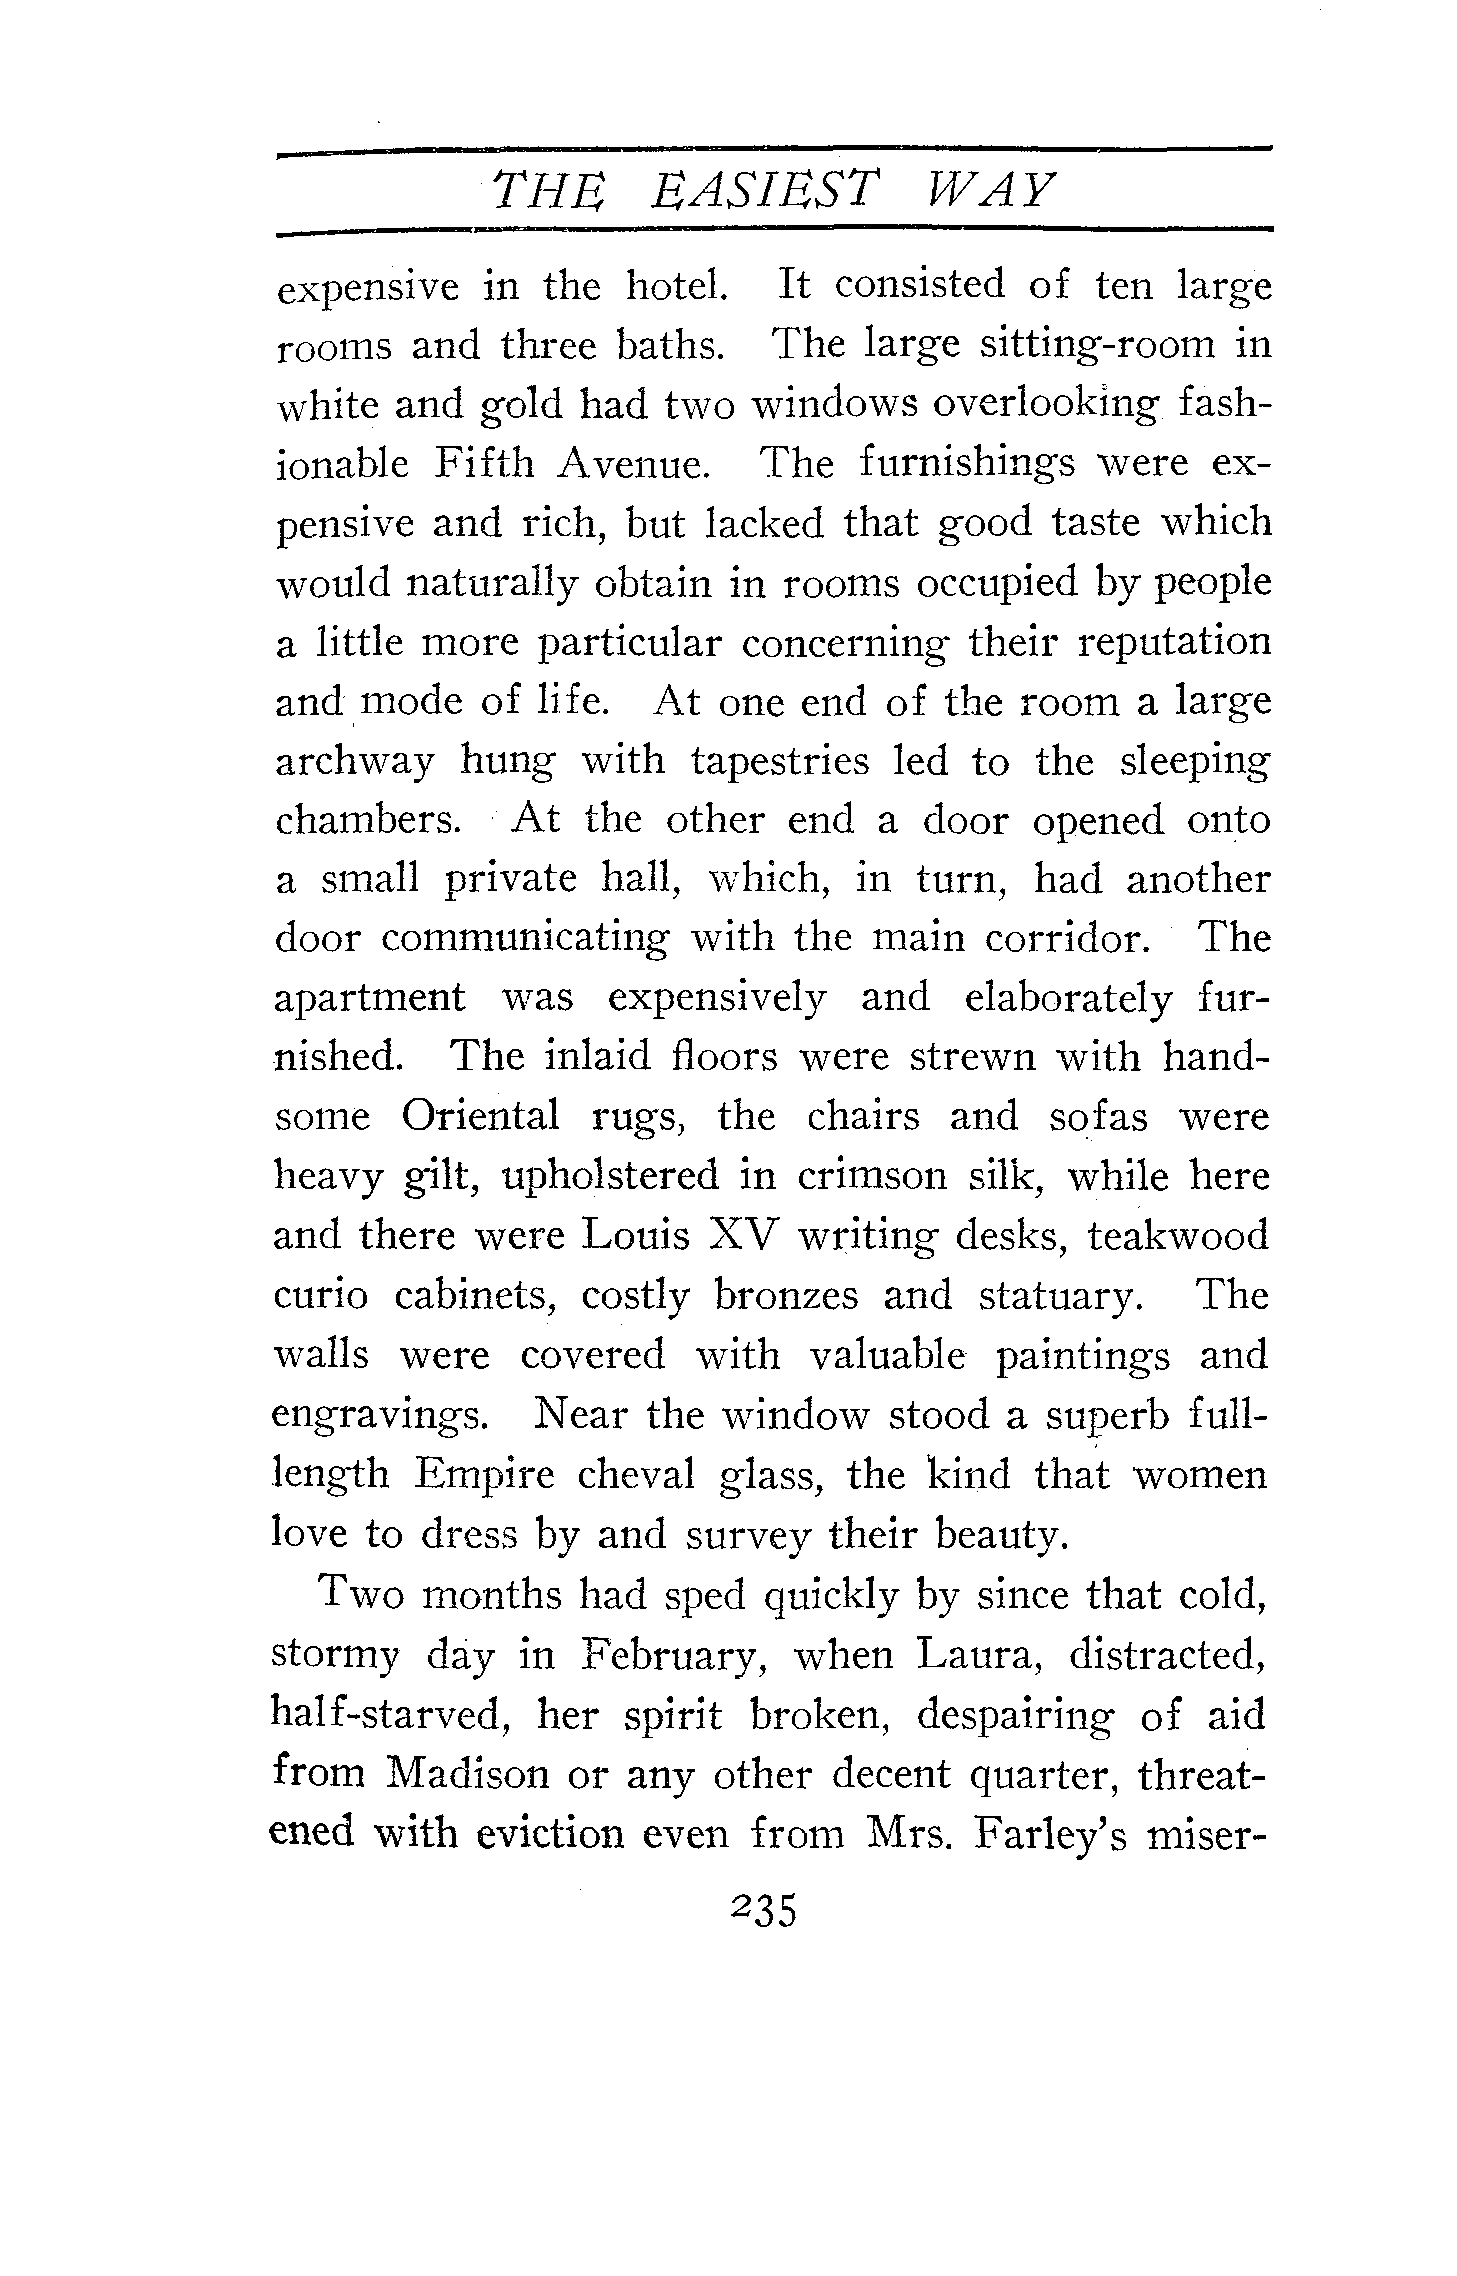 THE EASIEST WAY
expensive in the hotel. It consisted of ten large
rooms and three baths. The large sitting-room in
white and gold had two windows overlooking fash-
ionable Fifth Avenue. The furnishings were ex-
pensive and rich, but lacked that good taste which
would naturally obtain in rooms occupied by people
a little more particular concerning their reputation
and mode of life. At one end of the room a large
archway hung with tapestries led to the sleeping
chambers. At the other end a door opened onto
a small private hall, which, in turn, had another
door communicating with the main corridor. The
apartment was expensively and elaborately fur-
nished. The inlaid floors were strewn with hand-
some Oriental rugs, the chairs and sofas were
heavy gilt, upholstered in crimson silk, while here
and there were Louis XV writing desks, teakwood
curio cabinets, costly bronzes and statuary. The
walls were covered with valuable paintings and
engravings. Near the window stood a superb full-
length Empire cheval glass, the kind that women
love to dress by and survey their beauty.
Two months had sped quickly by since that cold,
stormy day in February, when Laura, distracted,
half-starved, her spirit broken, despairing of aid
from Madison or any other decent quarter, threat-
ened with eviction even from Mrs. Farley's miser-
235